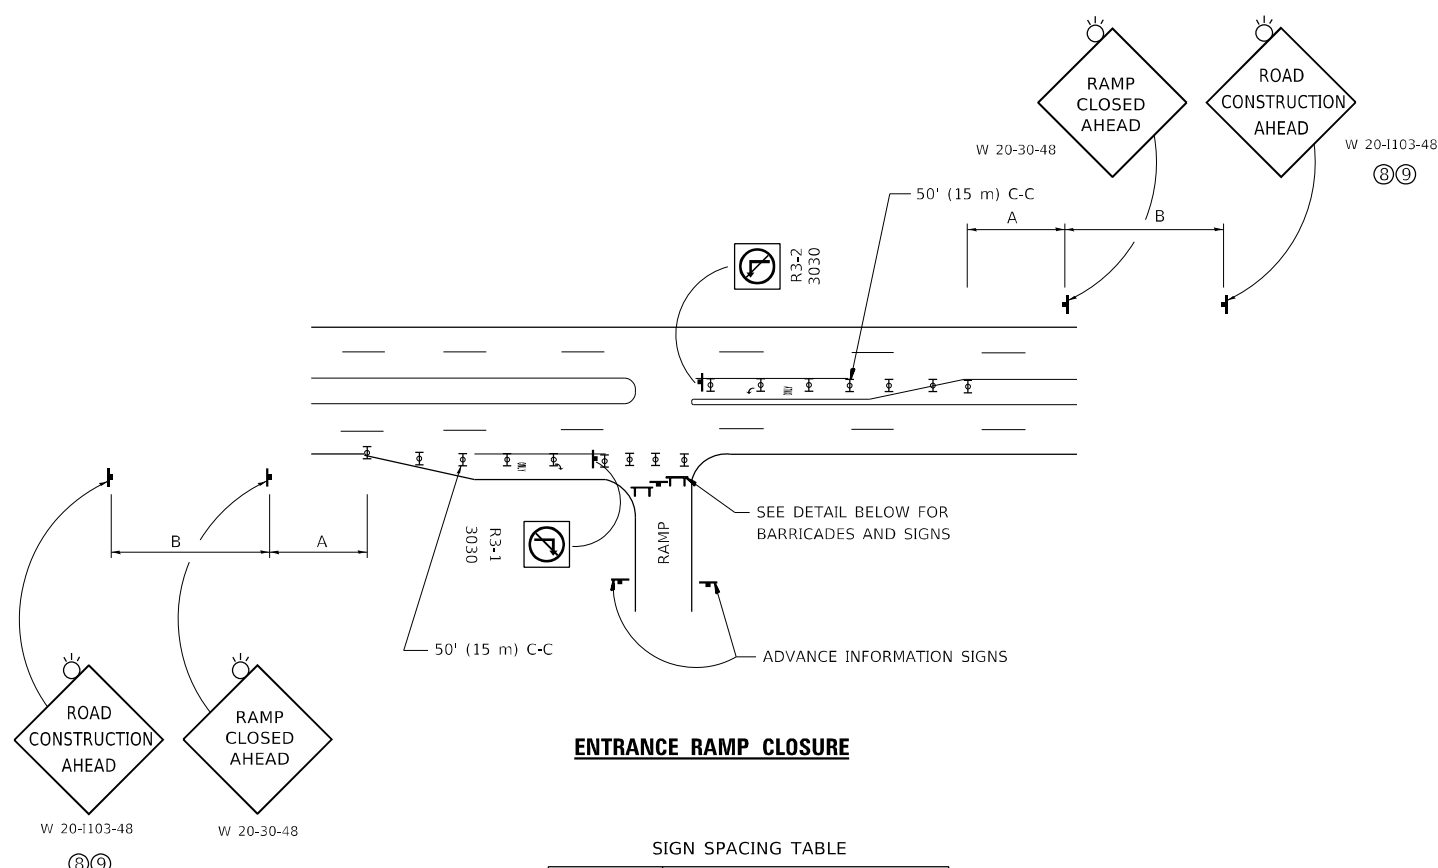 RAMP
CLOSED
AHEAD
ROAD
CONSTRUCTION
AHEAD
W 20-30-48
W 20-I103-48
⑧⑨
50' (15 m) C-C
A
B
R3-2
3030
SEE DETAIL BELOW FOR
BARRICADES AND SIGNS
RAMP
R3-1
3030
B
A
50' (15 m) C-C
ADVANCE INFORMATION SIGNS
ROAD
CONSTRUCTION
AHEAD
RAMP
CLOSED
AHEAD
W 20-I103-48
W 20-30-48
⑧⑨
ENTRANCE RAMP CLOSURE
SIGN SPACING TABLE